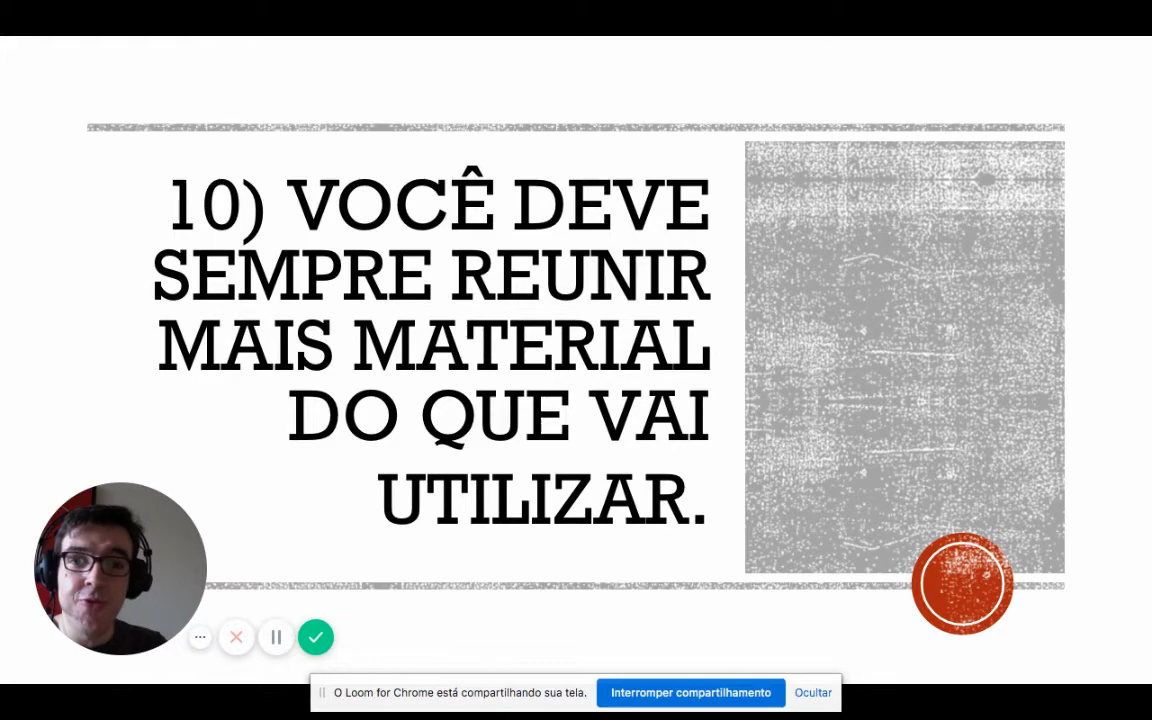 10) VOCÊ DEVE
SEMPRE REUNIR
MAIS MATERIAL
DO QUE VAI
UTILIZAR.
O Loom for Chrome está compartilhando sua tela. Interromper compartilhamento Ocultar